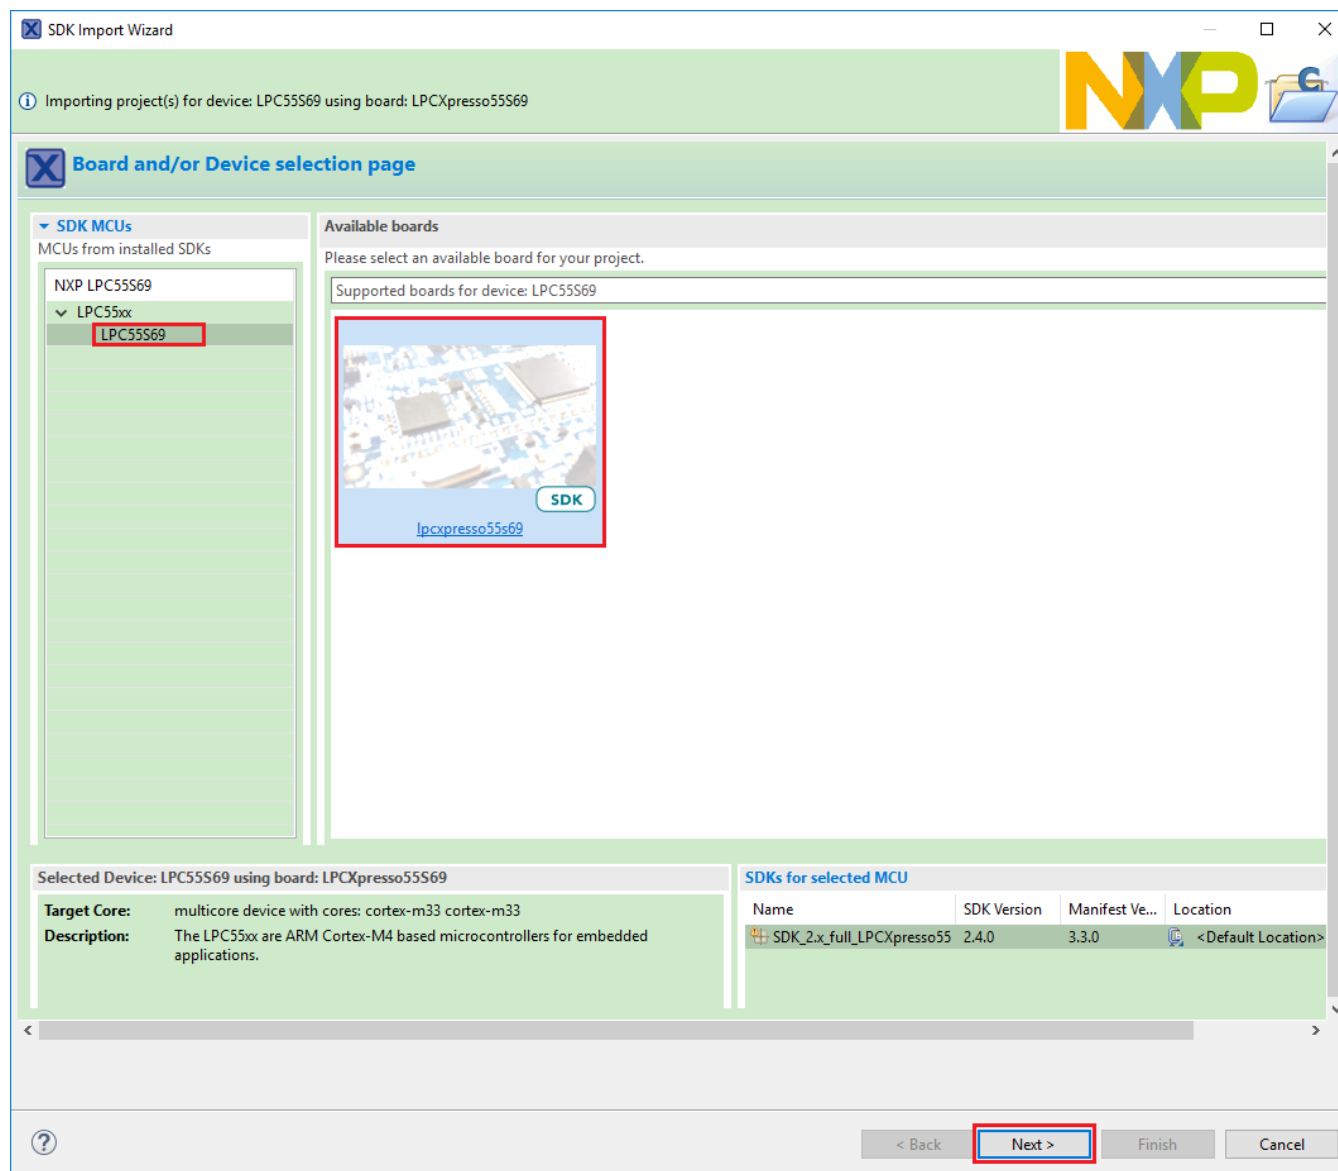 SDK Import Wizard
Importing project(s) for device: LPC55S69 using board: LPCXpresso55S69
NXP
C
Board and/or Device selection page
SDK MCUs
MCUs from installed SDKs
NXP LPC55S69
LPC55xx
LPC55S69
Available boards
Please select an available board for your project.
Supported boards for device: LPC55S69
SDK
lpcxpresso55s69
Selected Device: LPC55S69 using board: LPCXpresso55S69
Target Core: multicore device with cores: cortex-m33 cortex-m33
Description: The LPC55xx are ARM Cortex-M4 based microcontrollers for embedded
applications.
SDKs for selected MCU
Name SDK Version Manifest Ve... Location
SDK_2.x_full_LPCXpresso55 2.4.0 3.3.0 <Default Location>
? < Back Next > Finish Cancel